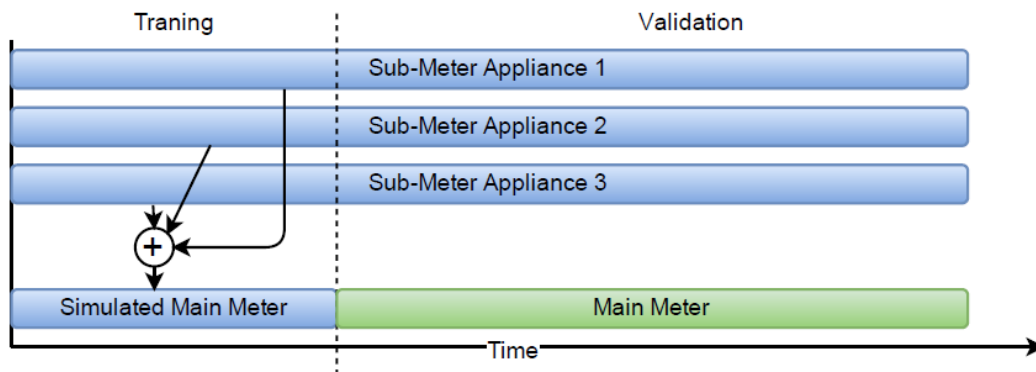 Traning
Validation
Sub-Meter Appliance 1
Sub-Meter Appliance 2
Sub-Meter Appliance 3
+
Simulated Main Meter
Main Meter
Time